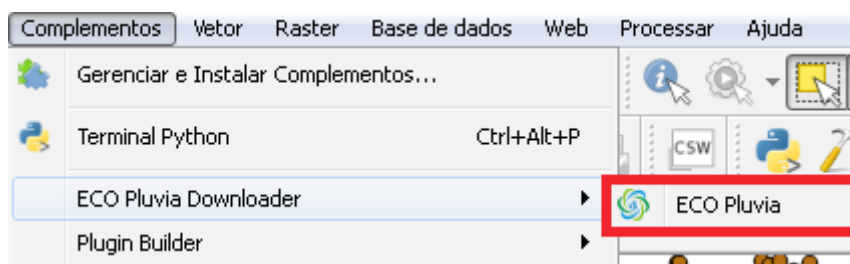 Complementos Vetor Raster Base de dados Web Processar Ajuda
Gerenciar e Instalar Complementos...
Terminal Python Ctrl+Alt+P
CSW
ECO Pluvia Downloader
ECO Pluvia
Plugin Builder